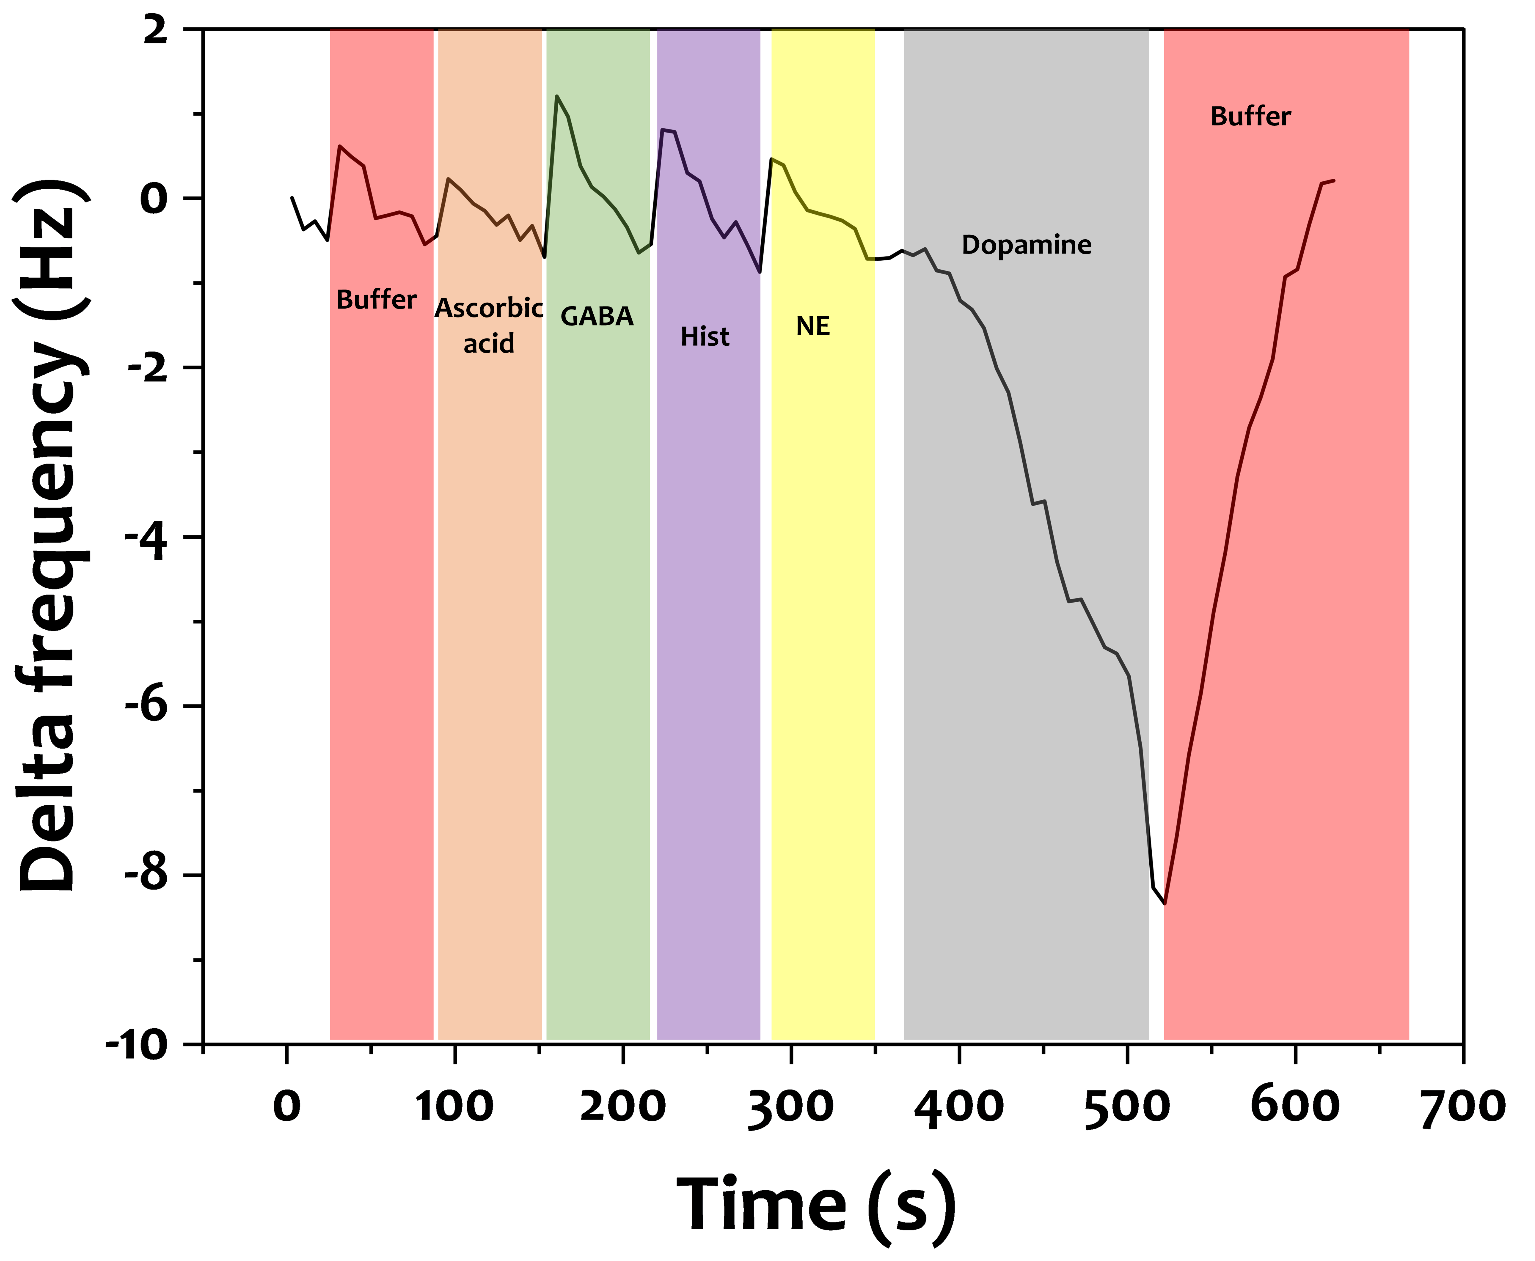 Delta frequency (Hz)
2
0
-2
-4
-6
-8
-10
Buffer
Ascorbic
acid
GABA
Hist
NE
Dopamine
Buffer
0 100 200 300 400 500 600 700
Time (s)